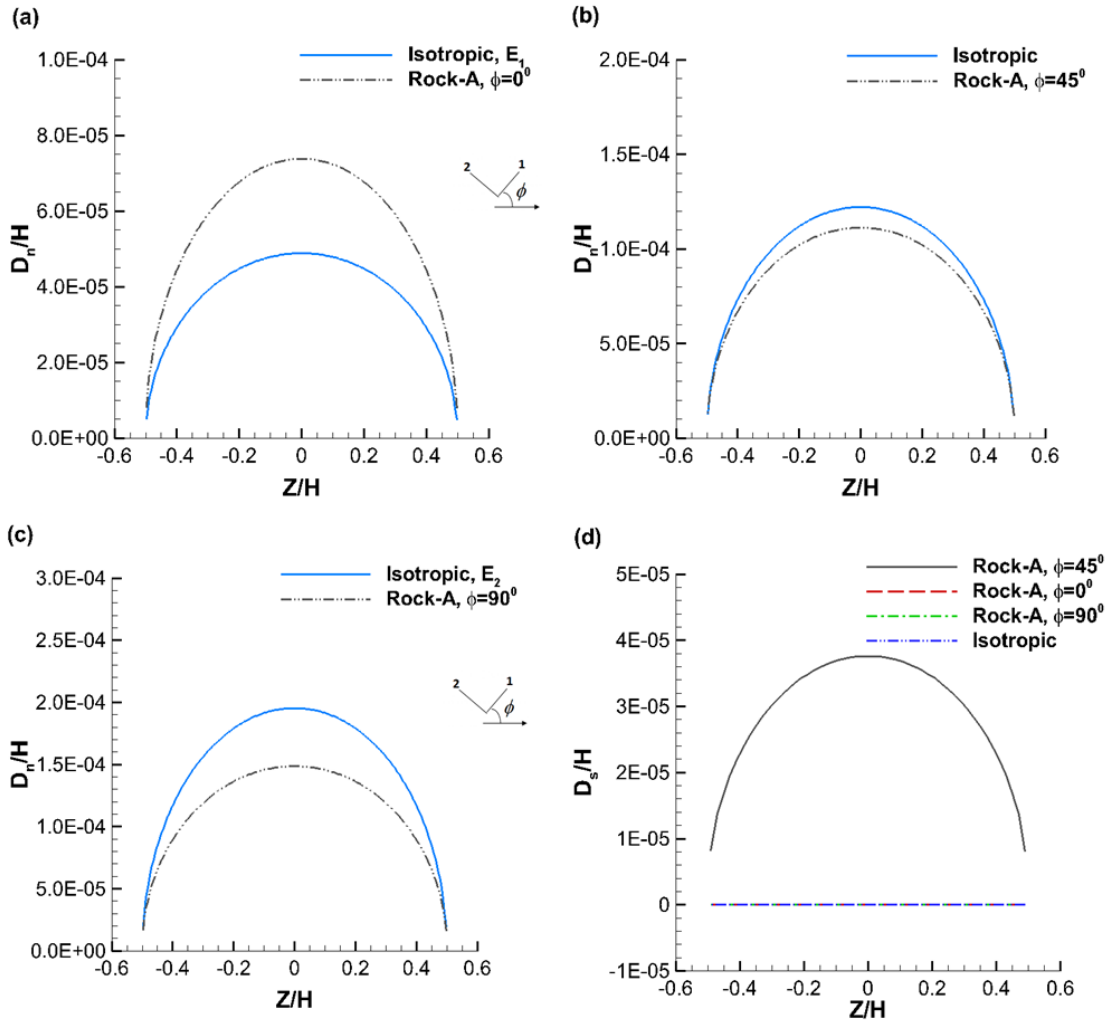 (a)
Isotropic, E₁
Rock-A, ϕ=0⁰
1.0E-04
8.0E-05
6.0E-05
4.0E-05
2.0E-05
0.0E+00
Dₙ/H
-0.6 -0.4 -0.2 0 0.2 0.4 0.6
Z/H
2 1
ϕ
(b)
Isotropic
Rock-A, ϕ=45⁰
2.0E-04
1.5E-04
1.0E-04
5.0E-05
0.0E+00
Dₙ/H
-0.6 -0.4 -0.2 0 0.2 0.4 0.6
Z/H
(c)
Isotropic, E₂
Rock-A, ϕ=90⁰
3.0E-04
2.5E-04
2.0E-04
1.5E-04
1.0E-04
5.0E-05
0.0E+00
Dₙ/H
-0.6 -0.4 -0.2 0 0.2 0.4 0.6
Z/H
2 1
ϕ
(d)
Rock-A, ϕ=45⁰
Rock-A, ϕ=0⁰
Rock-A, ϕ=90⁰
Isotropic
5E-05
4E-05
3E-05
2E-05
1E-05
0
-1E-05
Dₛ/H
-0.6 -0.4 -0.2 0 0.2 0.4 0.6
Z/H